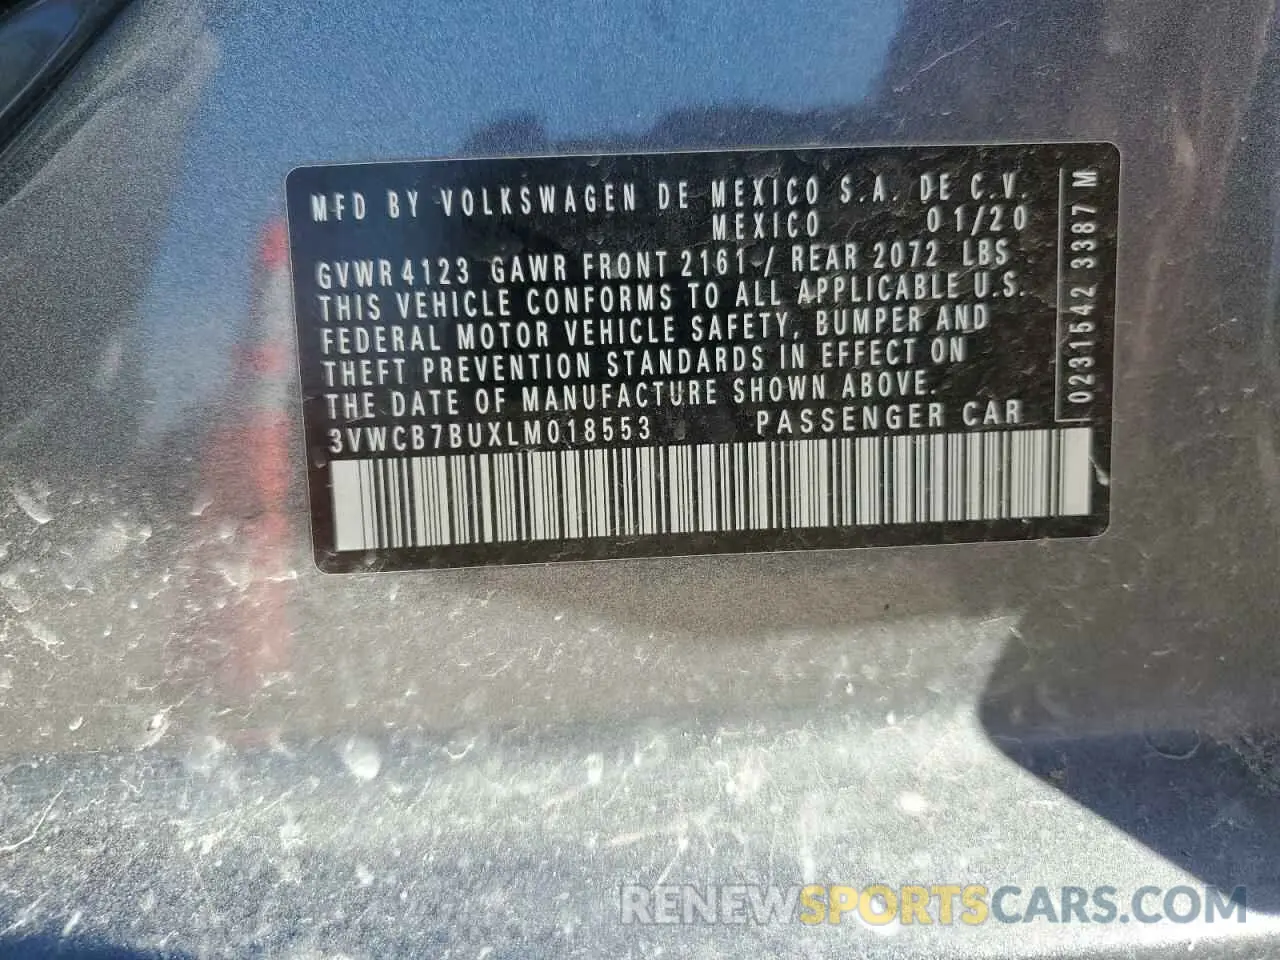 MFD BY VOLKSWAGEN DE MEXICO S.A. DE C.V.
MEXICO 01/20
GVWR 4123 GAWR FRONT 2161 / REAR 2072 LBS
THIS VEHICLE CONFORMS TO ALL APPLICABLE U.S.
FEDERAL MOTOR VEHICLE SAFETY, BUMPER AND
THEFT PREVENTION STANDARDS IN EFFECT ON
THE DATE OF MANUFACTURE SHOWN ABOVE.
3VWCB7BUXLM018553 PASSENGER CAR
0231542 3387 M
RENEWSPORTSCARS.COM